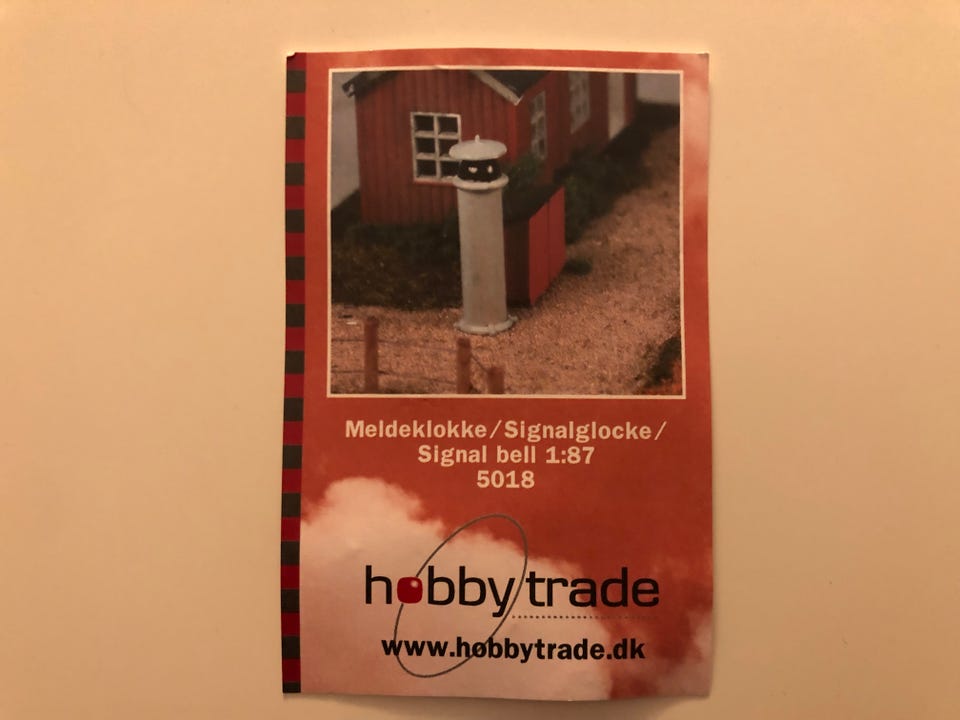 Meldeklokke/Signalglocke/
Signal bell 1:87
5018
hobbytrade
www.hobbytrade.dk